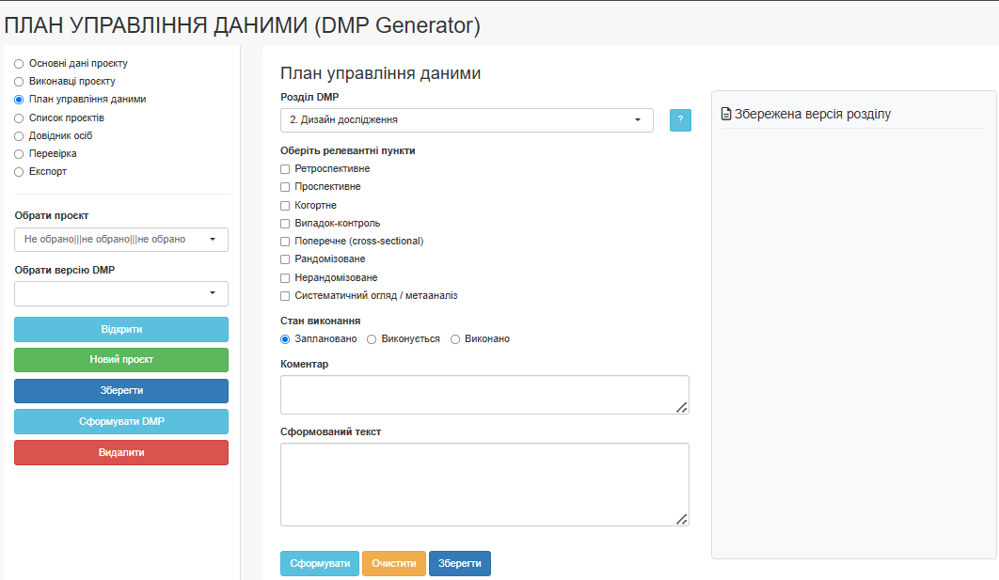 ПЛАН УПРАВЛІННЯ ДАНИМИ (DMP Generator)
Основні дані проєкту
Виконавці проєкту
План управління даними
Список проєктів
Довідник осіб
Перевірка
Експорт
Обрати проєкт
Не обрано|||не обрано|||не обрано
Обрати версію DMP
Відкрити
Новий проєкт
Зберегти
Сформувати DMP
Видалити
План управління даними
Розділ DMP
2. Дизайн дослідження
?
Оберіть релевантні пункти
Ретроспективне
Проспективне
Когортне
Випадок-контроль
Поперечне (cross-sectional)
Рандомізоване
Нерандомізоване
Систематичний огляд / метааналіз
Стан виконання
Заплановано Виконується Виконано
Коментар
Сформований текст
Сформувати Очистити Зберегти
Збережена версія розділу